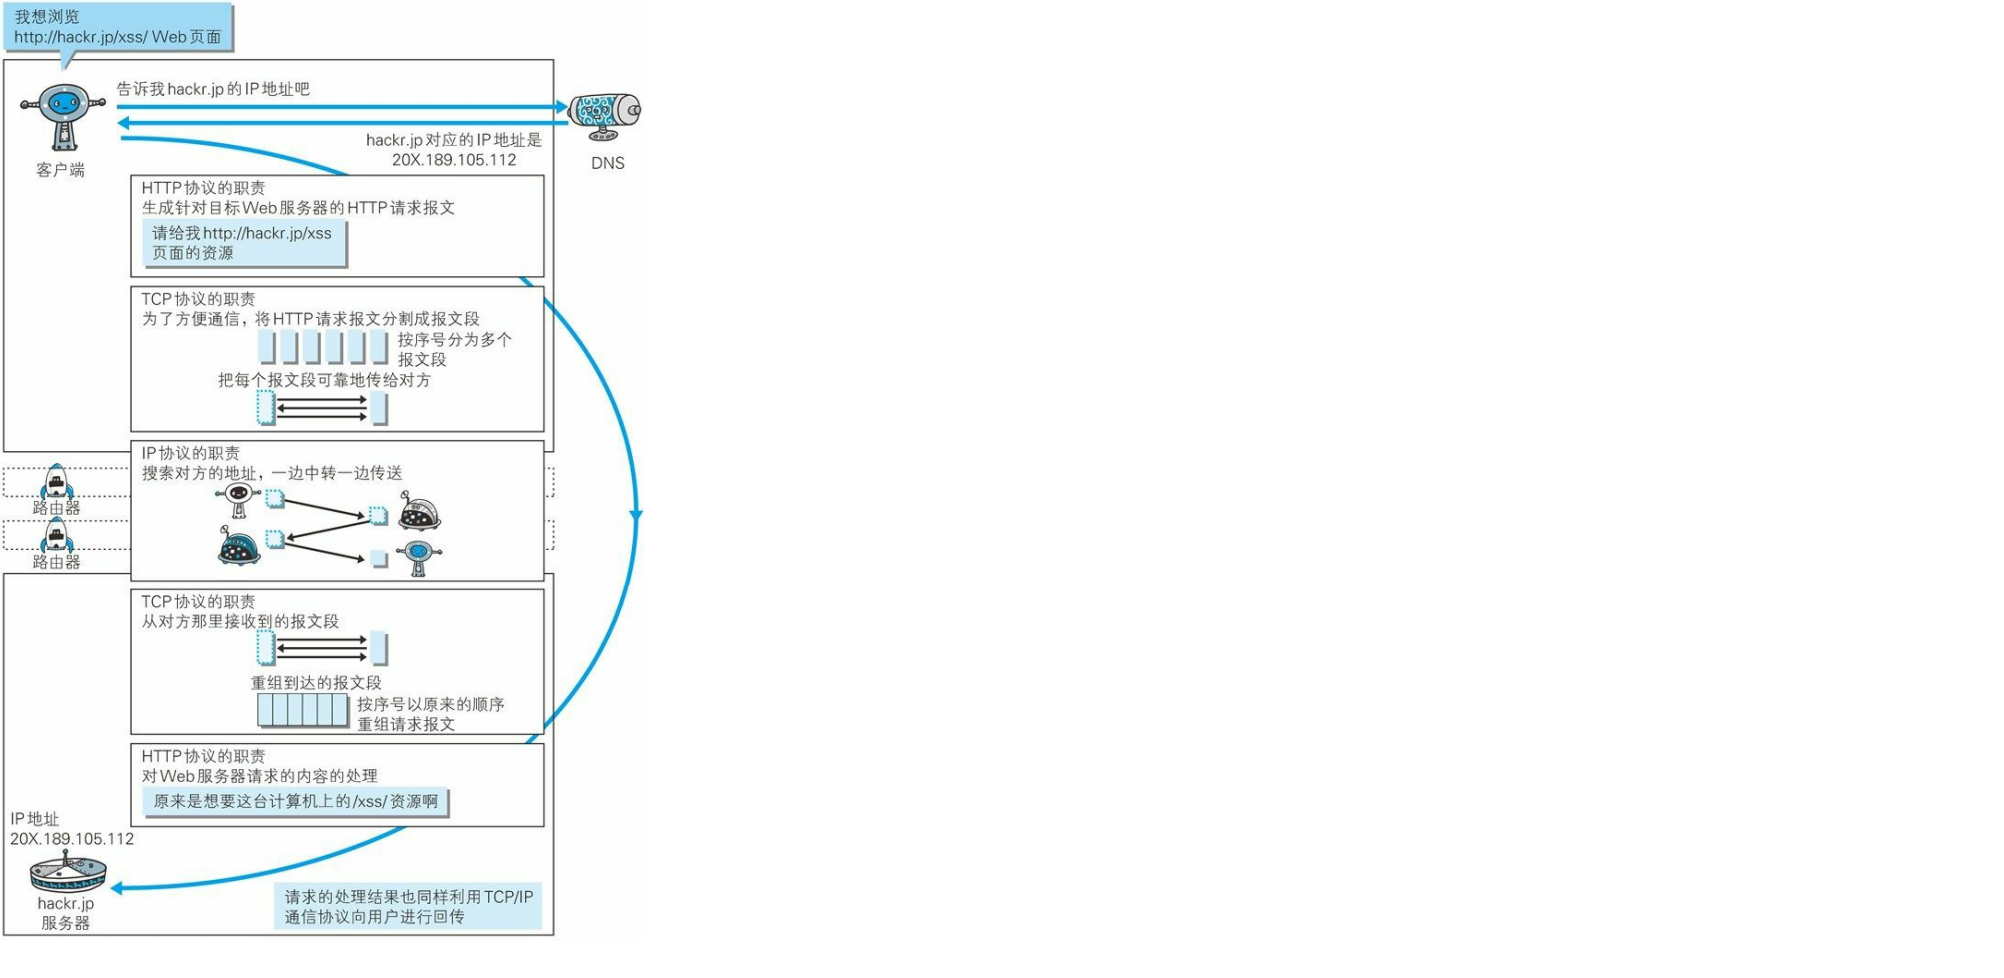 我想浏览
http://hackr.jp/xss/ Web页面
告诉我hackr.jp的IP地址吧
hackr.jp对应的IP地址是
20X.189.105.112
客户端
DNS
HTTP协议的职责
生成针对目标Web服务器的HTTP请求报文
请给我http://hackr.jp/xss
页面的资源
TCP协议的职责
为了方便通信，将HTTP请求报文分割成报文段
按序号分为多个
报文段
把每个报文段可靠地传给对方
IP协议的职责
搜索对方的地址，一边中转一边传送
路由器
路由器
TCP协议的职责
从对方那里接收到的报文段
重组到达的报文段
按序号以原来的顺序
重组请求报文
HTTP协议的职责
对Web服务器请求的内容的处理
原来是想要这台计算机上的/xss/资源啊
IP地址
20X.189.105.112
hackr.jp
服务器
请求的处理结果也同样利用TCP/IP
通信协议向用户进行回传